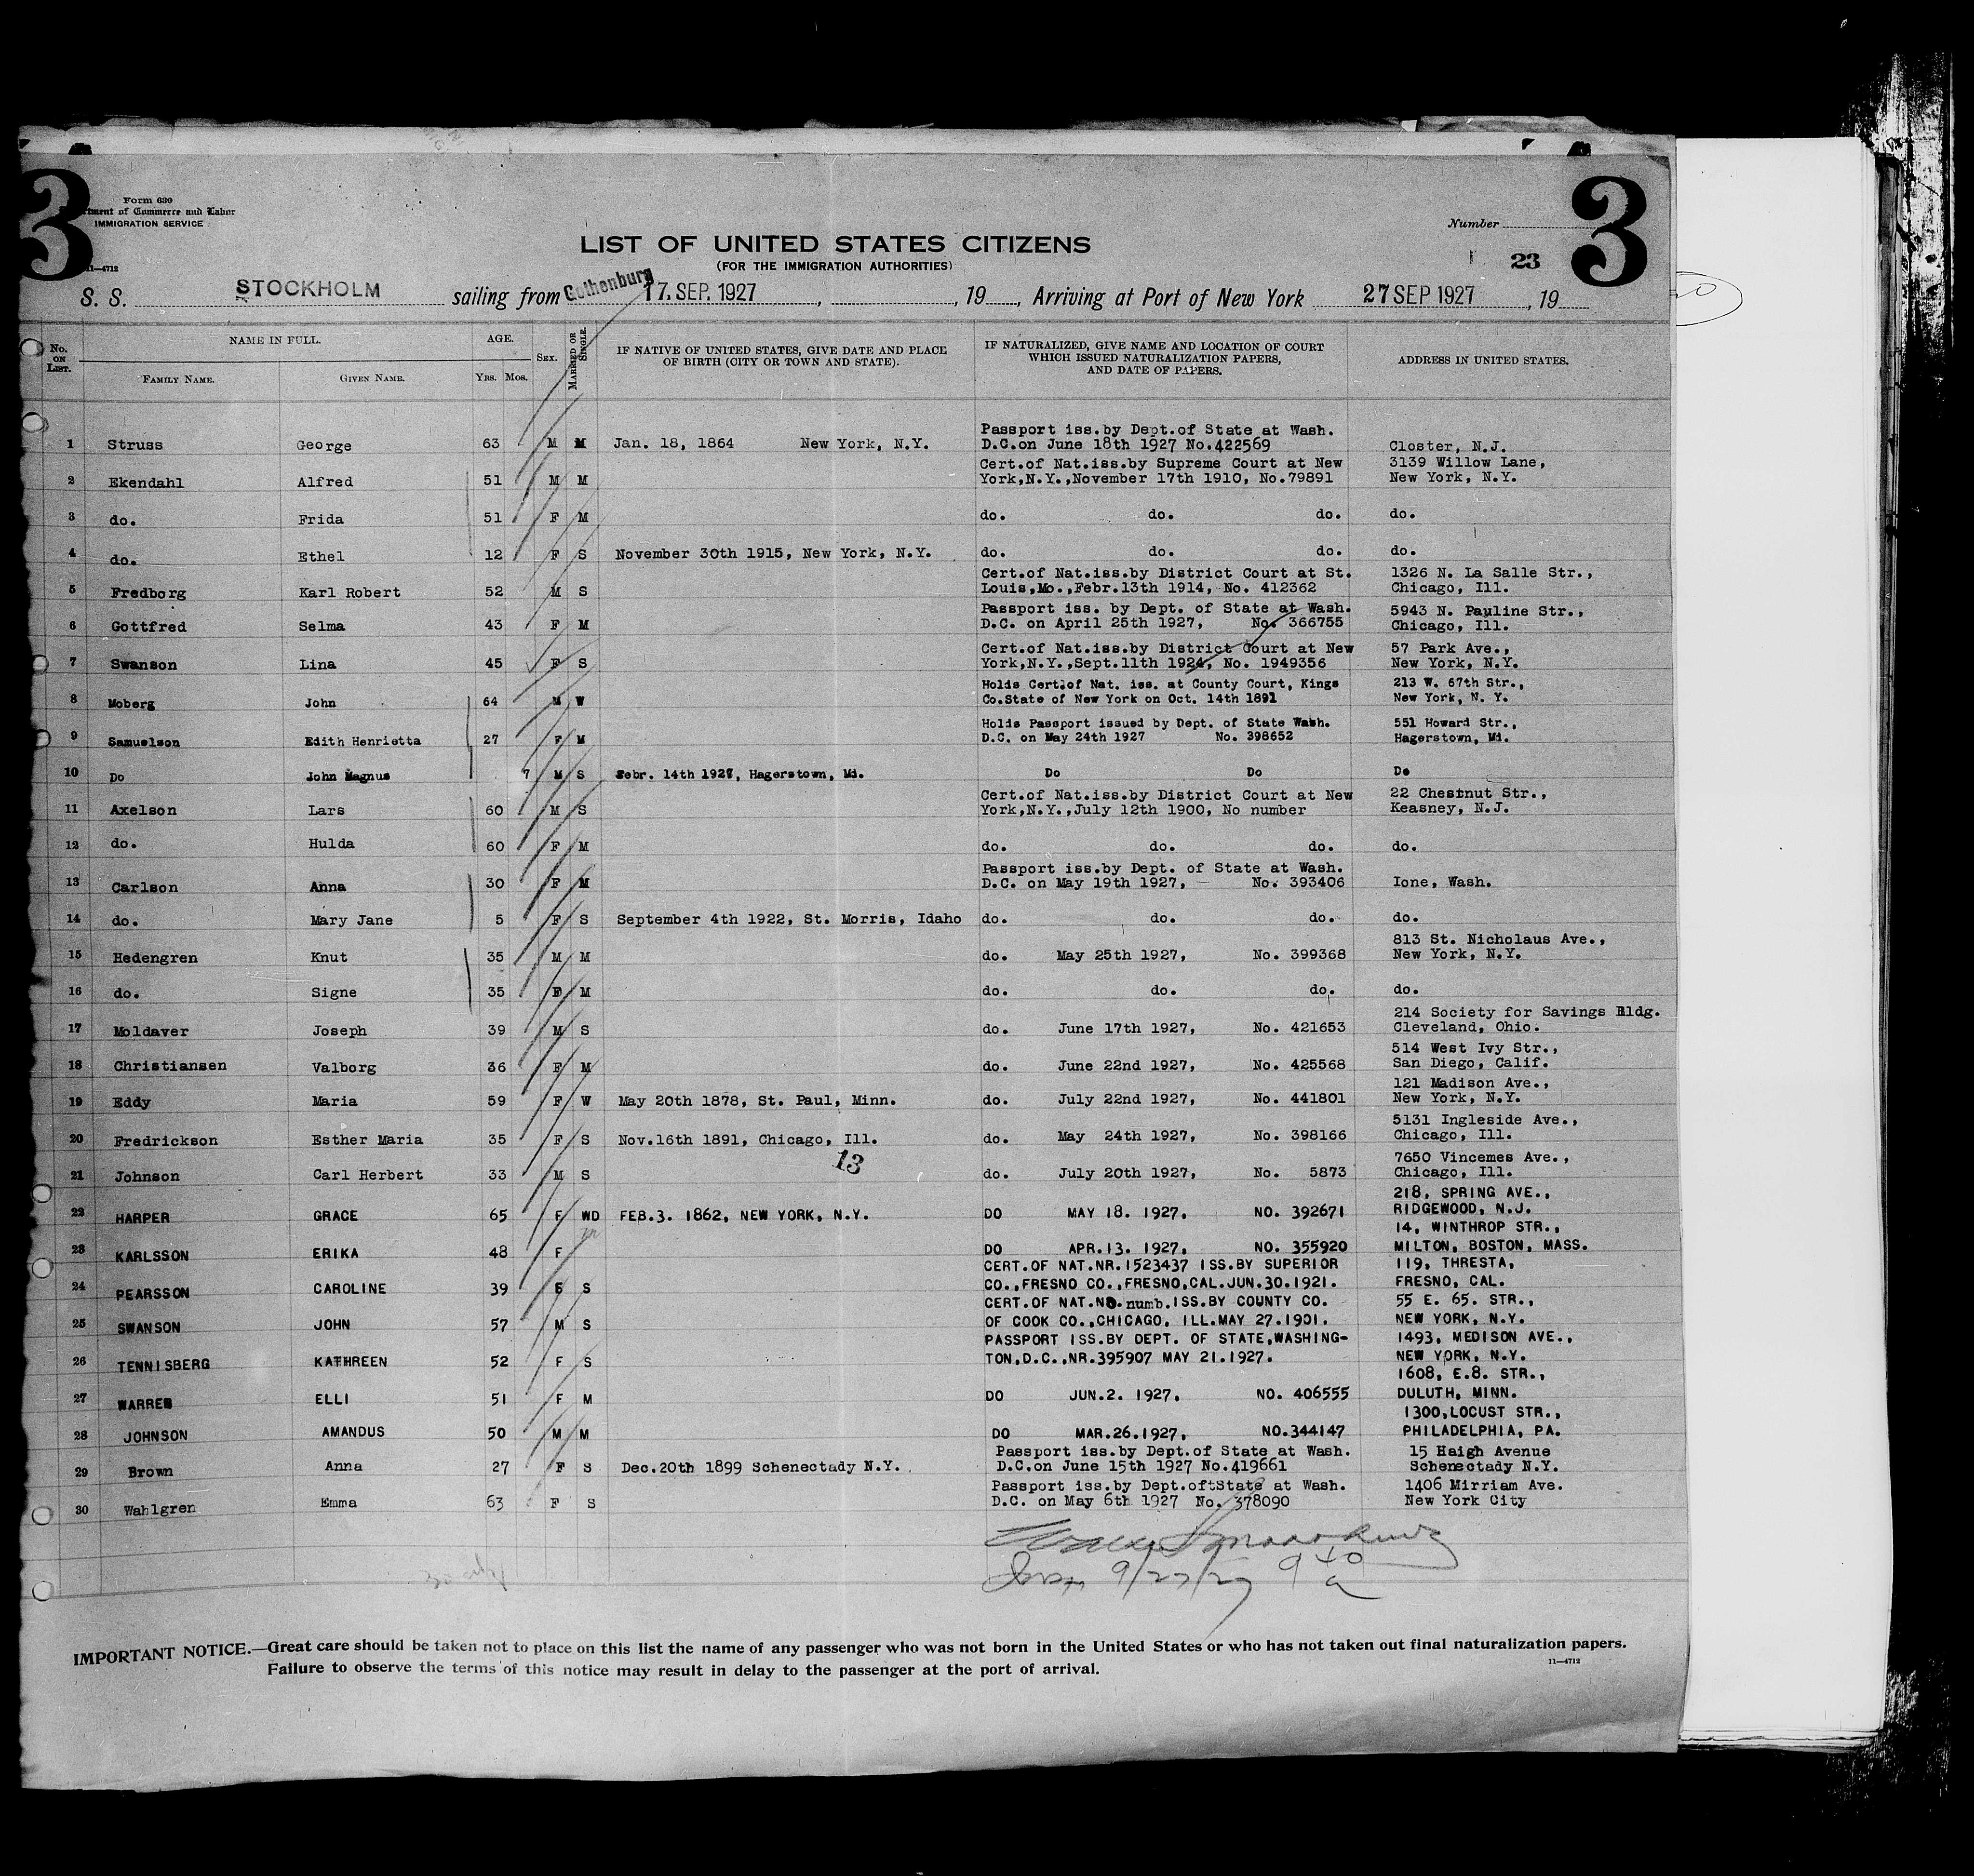 3
3
Form 630
tment of Commerce and Labor
IMMIGRATION SERVICE
Number
LIST OF UNITED STATES CITIZENS
(FOR THE IMMIGRATION AUTHORITIES)
23
11—4712
S. S. STOCKHOLM sailing from Gothenburg 17. SEP. 1927, , 19 , Arriving at Port of New York 27 SEP 1927 , 19
No. ON LIST. NAME IN FULL. AGE. SEX. MARRIED OR SINGLE. IF NATIVE OF UNITED STATES, GIVE DATE AND PLACE OF BIRTH (CITY OR TOWN AND STATE). IF NATURALIZED, GIVE NAME AND LOCATION OF COURT WHICH ISSUED NATURALIZATION PAPERS, AND DATE OF PAPERS. ADDRESS IN UNITED STATES.
FAMILY NAME. GIVEN NAME. YRS. MOS.
Passport iss.by Dept.of State at Wash.
1 Struss George 63 M M Jan. 18, 1864 New York, N.Y. D.C.on June 18th 1927 No.422569 Closter, N.J.
Cert.of Nat.iss.by Supreme Court at New 3139 Willow Lane,
2 Ekendahl Alfred 51 M M York,N.Y.,November 17th 1910, No.79891 New York, N.Y.
3 do. Frida 51 F M do. do. do. do.
4 do. Ethel 12 F S November 30th 1915, New York, N.Y. do. do. do. do.
Cert.of Nat.iss.by District Court at St. 1326 N. La Salle Str.,
5 Fredborg Karl Robert 52 M S Louis,Mo.,Febr.13th 1914, No. 412362 Chicago, Ill.
Passport iss. by Dept. of State at Wash. 5943 N. Pauline Str.,
6 Gottfred Selma 43 F M D.C. on April 25th 1927, No. 366755 Chicago, Ill.
Cert.of Nat.iss.by District Court at New 57 Park Ave.,
7 Swanson Lina 45 F S York,N.Y.,Sept.11th 1924, No. 1949356 New York, N.Y.
Holds Cert.of Nat. iss. at County Court, Kings 213 W. 67th Str.,
8 Moberg John 64 M W Co.State of New York on Oct. 14th 1891 New York, N. Y.
Holds Passport issued by Dept. of State Wash. 551 Howard Str.,
9 Samuelson Edith Henrietta 27 F M D.C. on May 24th 1927 No. 398652 Hagerstown, Md.
10 Do John Magnus 7 M S Febr. 14th 1927, Hagerstown, Md. Do Do Do
Cert.of Nat.iss.by District Court at New 22 Chestnut Str.,
11 Axelson Lars 60 M S York,N.Y.,July 12th 1900, No number Keasney, N.J.
12 do. Hulda 60 F M do. do. do. do.
Passport iss.by Dept. of State at Wash.
13 Carlson Anna 30 F M D.C. on May 19th 1927, No. 393406 Ione, Wash.
14 do. Mary Jane 5 F S September 4th 1922, St. Morris, Idaho do. do. do. do.
813 St. Nicholaus Ave.,
15 Hedengren Knut 35 M M do. May 25th 1927, No. 399368 New York, N.Y.
16 do. Signe 35 F M do. do. do. do.
214 Society for Savings Bldg.
17 Moldaver Joseph 39 M S do. June 17th 1927, No. 421653 Cleveland, Ohio.
514 West Ivy Str.,
18 Christiansen Valborg 36 F M do. June 22nd 1927, No. 425568 San Diego, Calif.
121 Madison Ave.,
19 Eddy Maria 59 F W May 20th 1878, St. Paul, Minn. do. July 22nd 1927, No. 441801 New York, N.Y.
5131 Ingleside Ave.,
20 Fredrickson Esther Maria 35 F S Nov.16th 1891, Chicago, Ill. do. May 24th 1927, No. 398166 Chicago, Ill.
13
7650 Vincemes Ave.,
21 Johnson Carl Herbert 33 M S do. July 20th 1927, No. 5873 Chicago, Ill.
218, SPRING AVE.,
22 HARPER GRACE 65 F WD FEB.3. 1862, NEW YORK, N.Y. DO MAY 18. 1927. NO. 392671 RIDGEWOOD, N.J.
14, WINTHROP STR.,
23 KARLSSON ERIKA 48 F m DO APR.13. 1927. NO. 355920 MILTON, BOSTON, MASS.
CERT.OF NAT.NR.1523437 ISS.BY SUPERIOR 119, THRESTA,
24 PEARSSON CAROLINE 39 F S CO.,FRESNO CO.,FRESNO,CAL.JUN.30.1921. FRESNO, CAL.
CERT.OF NAT.NO. numb.ISS.BY COUNTY CO. 55 E. 65. STR.,
25 SWANSON JOHN 57 M S OF COOK CO.,CHICAGO, ILL.MAY 27.1901. NEW YORK, N.Y.
PASSPORT ISS.BY DEPT. OF STATE,WASHING- 1493, MEDISON AVE.,
26 TENNISBERG KATHREEN 52 F S TON,D.C.,NR.395907 MAY 21.1927. NEW YORK, N.Y.
1608, E.8. STR.,
27 WARREN ELLI 51 F M DO JUN.2. 1927. NO. 406555 DULUTH, MINN.
1300,LOCUST STR.,
28 JOHNSON AMANDUS 50 M M DO MAR.26.1927. NO.344147 PHILADELPHIA, PA.
Passport iss.by Dept.of State at Wash. 15 Haigh Avenue
29 Brown Anna 27 F S Dec.20th 1899 Schenectady N.Y. D.C.on June 15th 1927 No.419661 Schenectady N.Y.
Passport iss.by Dept.oftState at Wash. 1406 Mirriam Ave.
30 Wahlgren Emma 63 F S D.C. on May 6th 1927 No. 378090 New York City
9/27/27 9 40 a
IMPORTANT NOTICE.—Great care should be taken not to place on this list the name of any passenger who was not born in the United States or who has not taken out final naturalization papers.
Failure to observe the terms of this notice may result in delay to the passenger at the port of arrival.
11—4712